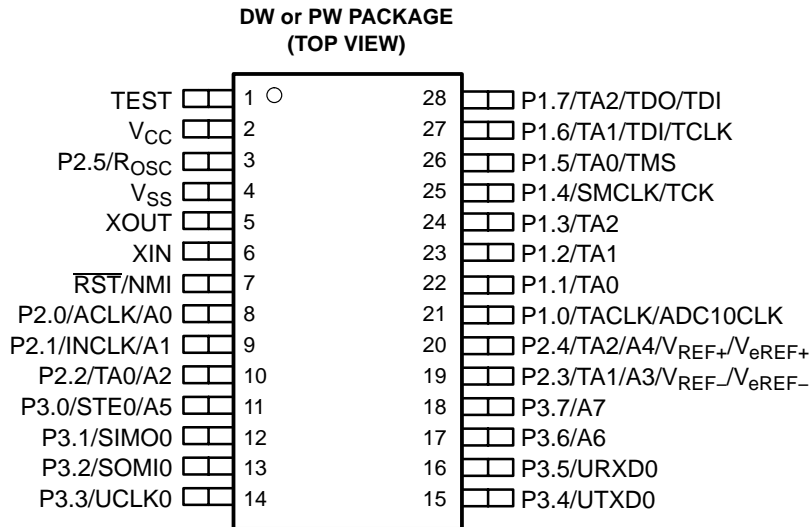 DW or PW PACKAGE
(TOP VIEW)
TEST 1 28 P1.7/TA2/TDO/TDI
VCC 2 27 P1.6/TA1/TDI/TCLK
P2.5/ROSC 3 26 P1.5/TA0/TMS
VSS 4 25 P1.4/SMCLK/TCK
XOUT 5 24 P1.3/TA2
XIN 6 23 P1.2/TA1
R̅S̅T̅/NMI 7 22 P1.1/TA0
P2.0/ACLK/A0 8 21 P1.0/TACLK/ADC10CLK
P2.1/INCLK/A1 9 20 P2.4/TA2/A4/VREF+/VeREF+
P2.2/TA0/A2 10 19 P2.3/TA1/A3/VREF–/VeREF–
P3.0/STE0/A5 11 18 P3.7/A7
P3.1/SIMO0 12 17 P3.6/A6
P3.2/SOMI0 13 16 P3.5/URXD0
P3.3/UCLK0 14 15 P3.4/UTXD0